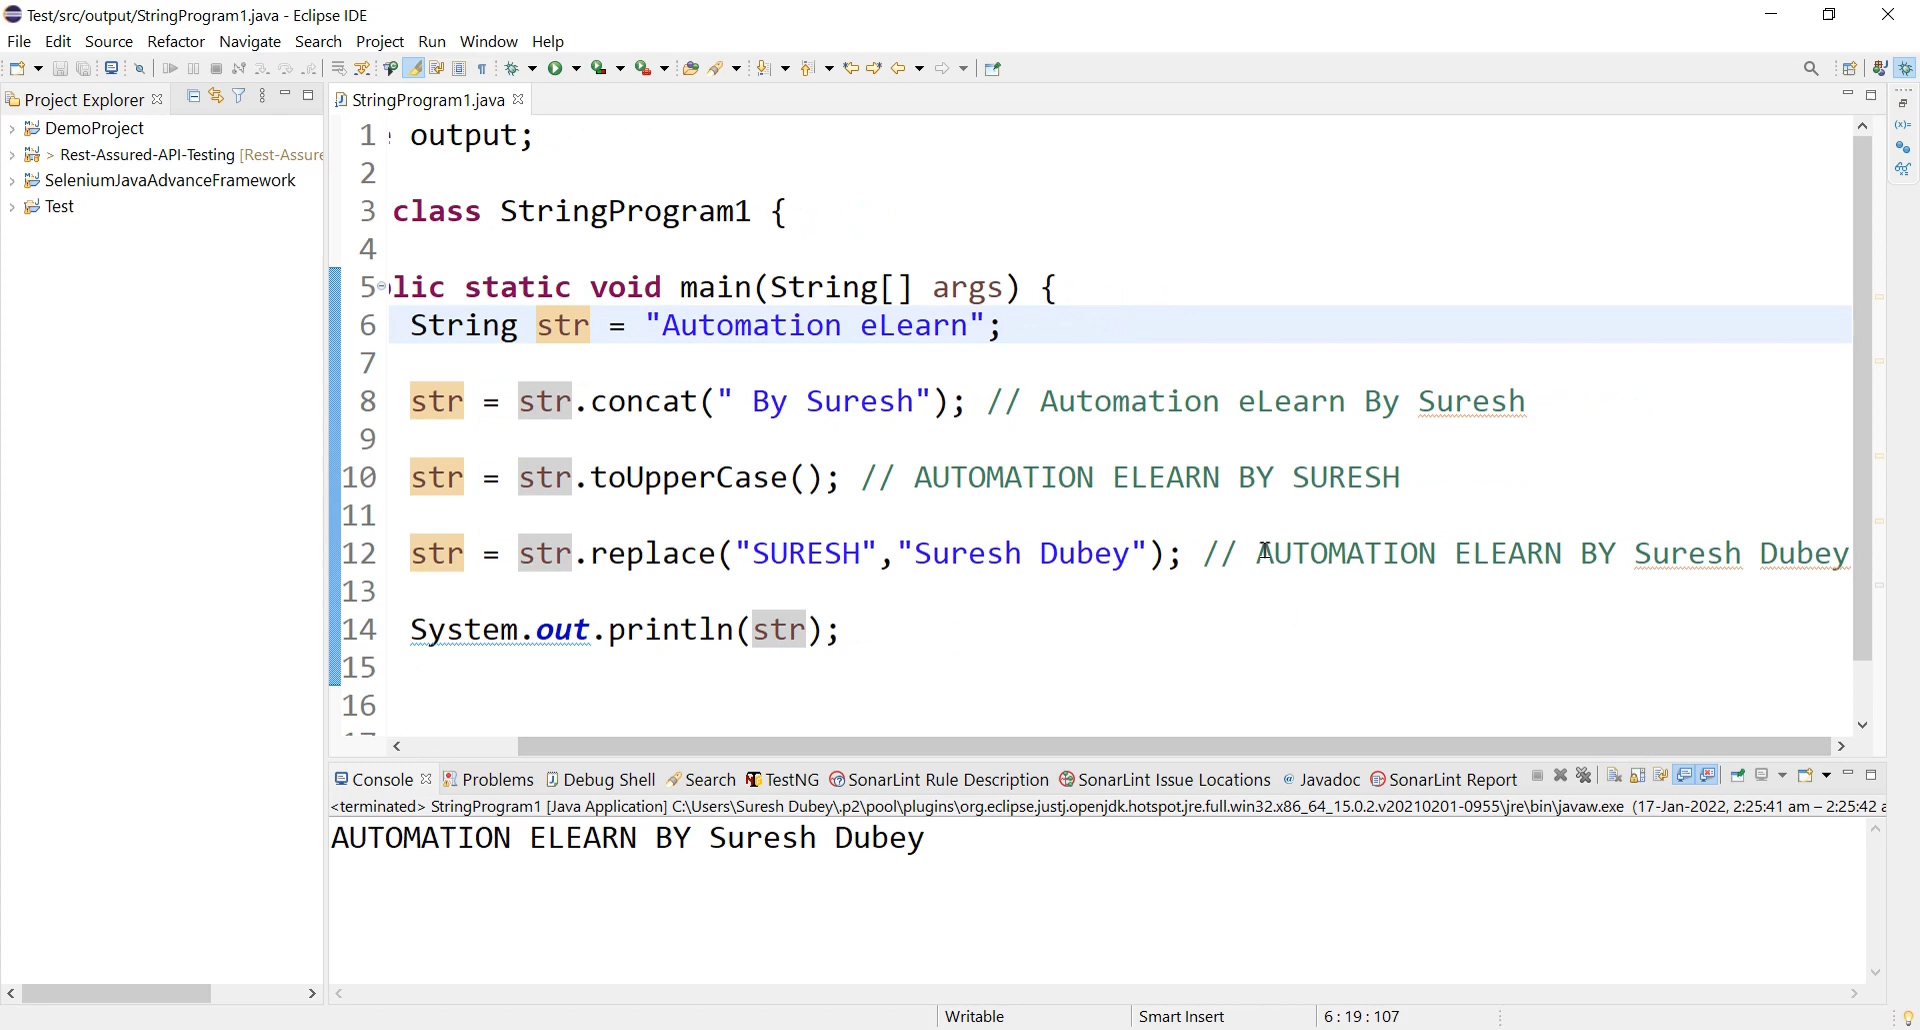 Test/src/output/StringProgram1.java - Eclipse IDE
File Edit Source Refactor Navigate Search Project Run Window Help
Project Explorer
StringProgram1.java
DemoProject
> Rest-Assured-API-Testing [Rest-Assure
SeleniumJavaAdvanceFramework
Test
1 output;
2
3 class StringProgram1 {
4
5 lic static void main(String[] args) {
6 String str = "Automation eLearn";
7
8 str = str.concat(" By Suresh"); // Automation eLearn By Suresh
9
10 str = str.toUpperCase(); // AUTOMATION ELEARN BY SURESH
11
12 str = str.replace("SURESH","Suresh Dubey"); // AUTOMATION ELEARN BY Suresh Dubey
13
14 System.out.println(str);
15
16
Console Problems Debug Shell Search TestNG SonarLint Rule Description SonarLint Issue Locations @ Javadoc SonarLint Report
<terminated> StringProgram1 [Java Application] C:\Users\Suresh Dubey\.p2\pool\plugins\org.eclipse.justj.openjdk.hotspot.jre.full.win32.x86_64_15.0.2.v20210201-0955\jre\bin\javaw.exe (17-Jan-2022, 2:25:41 am – 2:25:42 a
AUTOMATION ELEARN BY Suresh Dubey
Writable Smart Insert 6 : 19 : 107